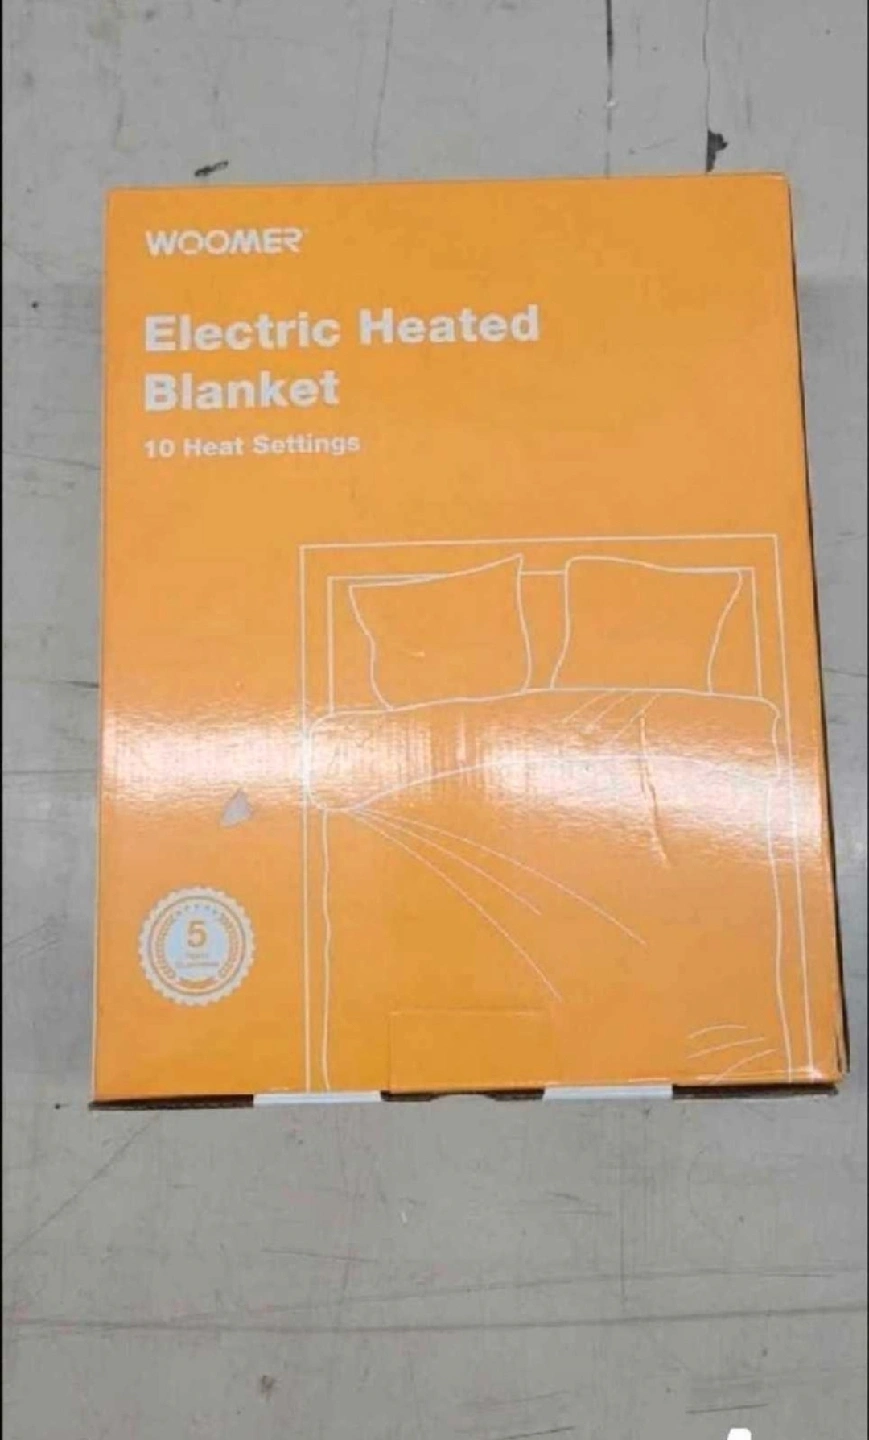 WOOMER
Electric Heated
Blanket
10 Heat Settings
5